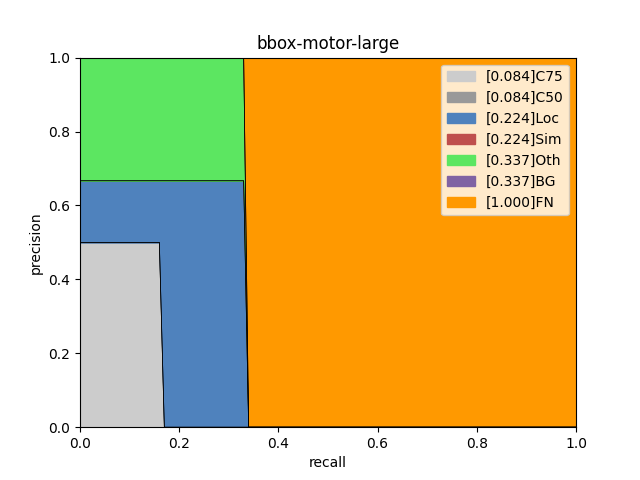 bbox-motor-large
1.0
0.8
0.6
0.4
0.2
0.0
precision
[0.084]C75
[0.084]C50
[0.224]Loc
[0.224]Sim
[0.337]Oth
[0.337]BG
[1.000]FN
0.0 0.2 0.4 0.6 0.8 1.0
recall